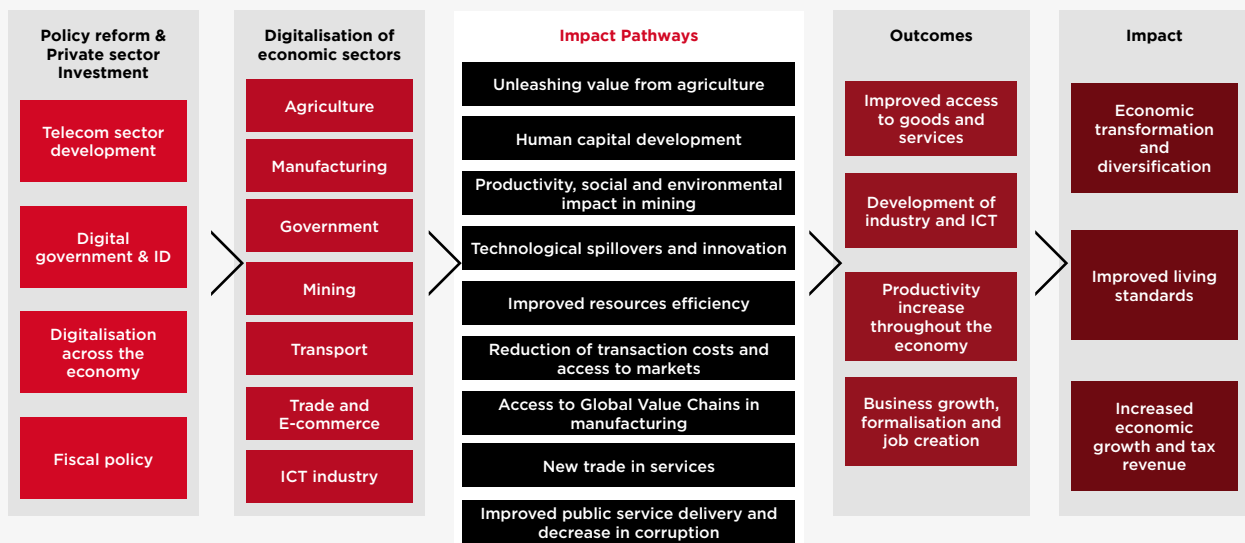 Policy reform &
Private sector
Investment
Telecom sector
development
Digital
government & ID
Digitalisation
across the
economy
Fiscal policy
Digitalisation of
economic sectors
Agriculture
Manufacturing
Government
Mining
Transport
Trade and
E-commerce
ICT industry
Impact Pathways
Unleashing value from agriculture
Human capital development
Productivity, social and environmental
impact in mining
Technological spillovers and innovation
Improved resources efficiency
Reduction of transaction costs and
access to markets
Access to Global Value Chains in
manufacturing
New trade in services
Improved public service delivery and
decrease in corruption
Outcomes
Improved access
to goods and
services
Development of
industry and ICT
Productivity
increase
throughout the
economy
Business growth,
formalisation and
job creation
Impact
Economic
transformation
and
diversification
Improved living
standards
Increased
economic
growth and tax
revenue